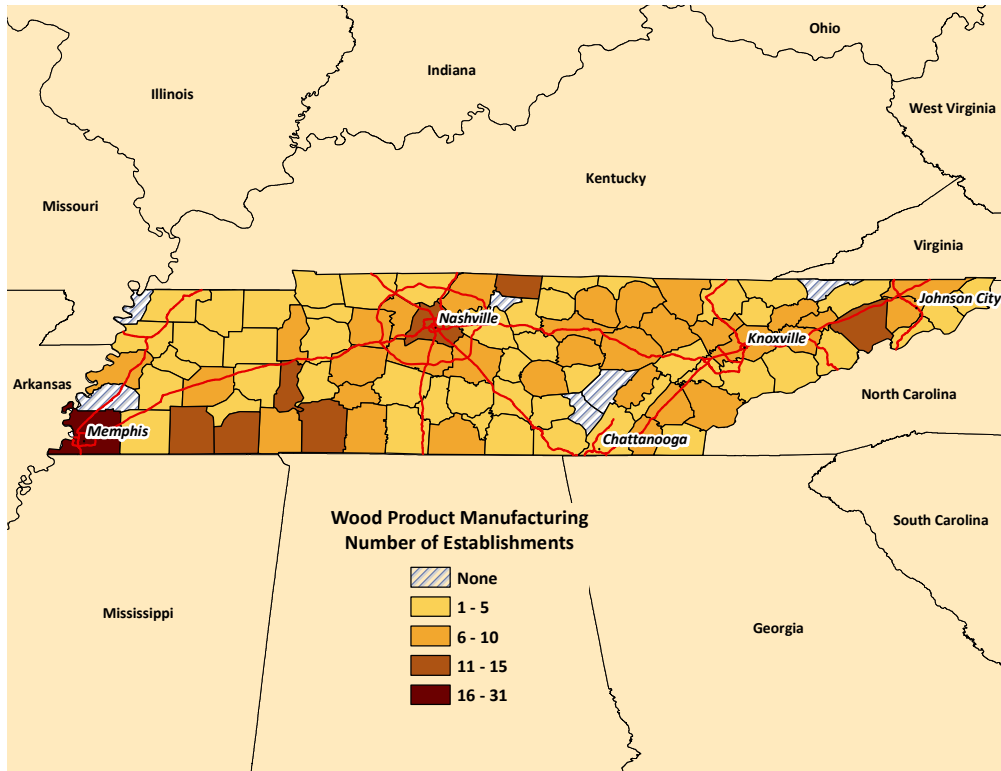 Ohio
Indiana
Illinois
West Virginia
Kentucky
Missouri
Virginia
Johnson City
Nashville
Knoxville
Arkansas
North Carolina
Memphis
Chattanooga
South Carolina
Wood Product Manufacturing
Number of Establishments
None
1 - 5
6 - 10
11 - 15
16 - 31
Mississippi
Georgia